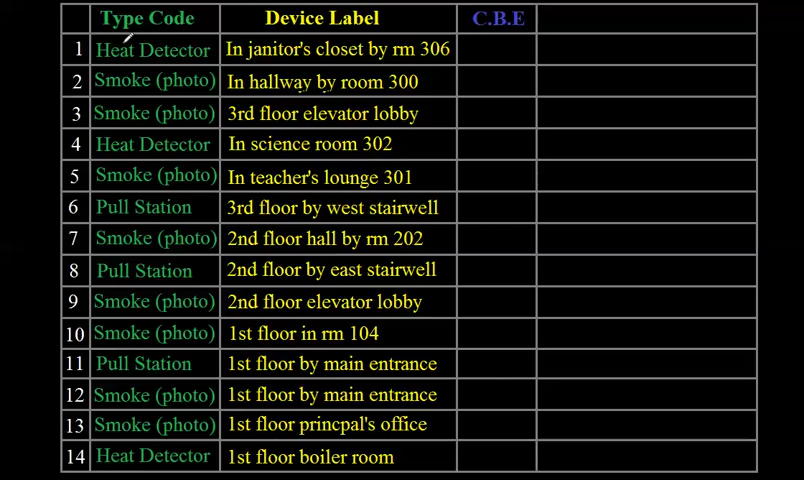 Type Code Device Label C.B.E
1 Heat Detector In janitor's closet by rm 306
2 Smoke (photo) In hallway by room 300
3 Smoke (photo) 3rd floor elevator lobby
4 Heat Detector In science room 302
5 Smoke (photo) In teacher's lounge 301
6 Pull Station 3rd floor by west stairwell
7 Smoke (photo) 2nd floor hall by rm 202
8 Pull Station 2nd floor by east stairwell
9 Smoke (photo) 2nd floor elevator lobby
10 Smoke (photo) 1st floor in rm 104
11 Pull Station 1st floor by main entrance
12 Smoke (photo) 1st floor by main entrance
13 Smoke (photo) 1st floor princpal's office
14 Heat Detector 1st floor boiler room